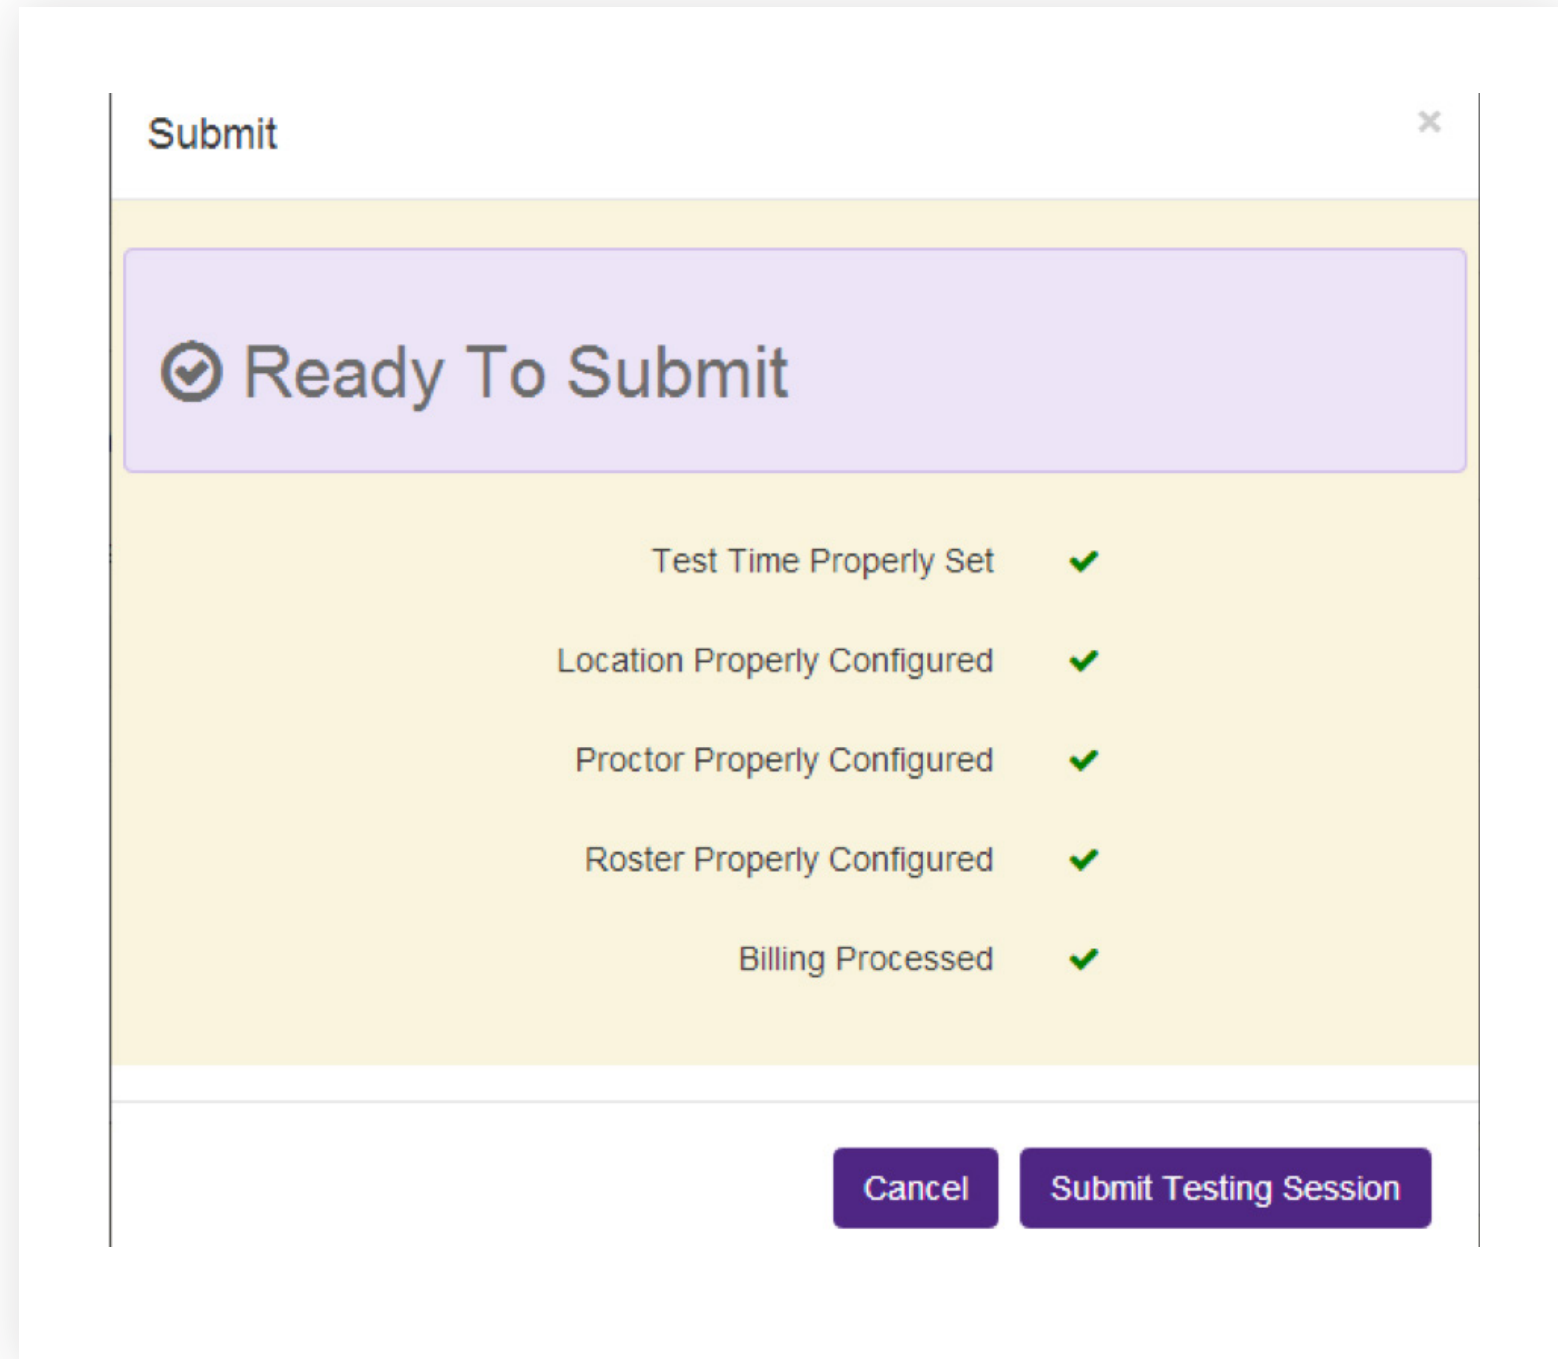 Submit
Ready To Submit
Test Time Properly Set
Location Properly Configured
Proctor Properly Configured
Roster Properly Configured
Billing Processed
Cancel Submit Testing Session